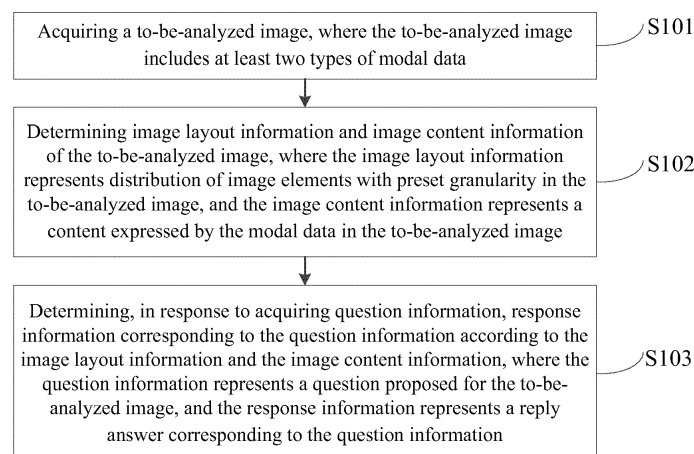 Acquiring a to-be-analyzed image, where the to-be-analyzed image
includes at least two types of modal data
S101
Determining image layout information and image content information
of the to-be-analyzed image, where the image layout information
represents distribution of image elements with preset granularity in the
to-be-analyzed image, and the image content information represents a
content expressed by the modal data in the to-be-analyzed image
S102
Determining, in response to acquiring question information, response
information corresponding to the question information according to the
image layout information and the image content information, where the
question information represents a question proposed for the to-be-
analyzed image, and the response information represents a reply
answer corresponding to the question information
S103